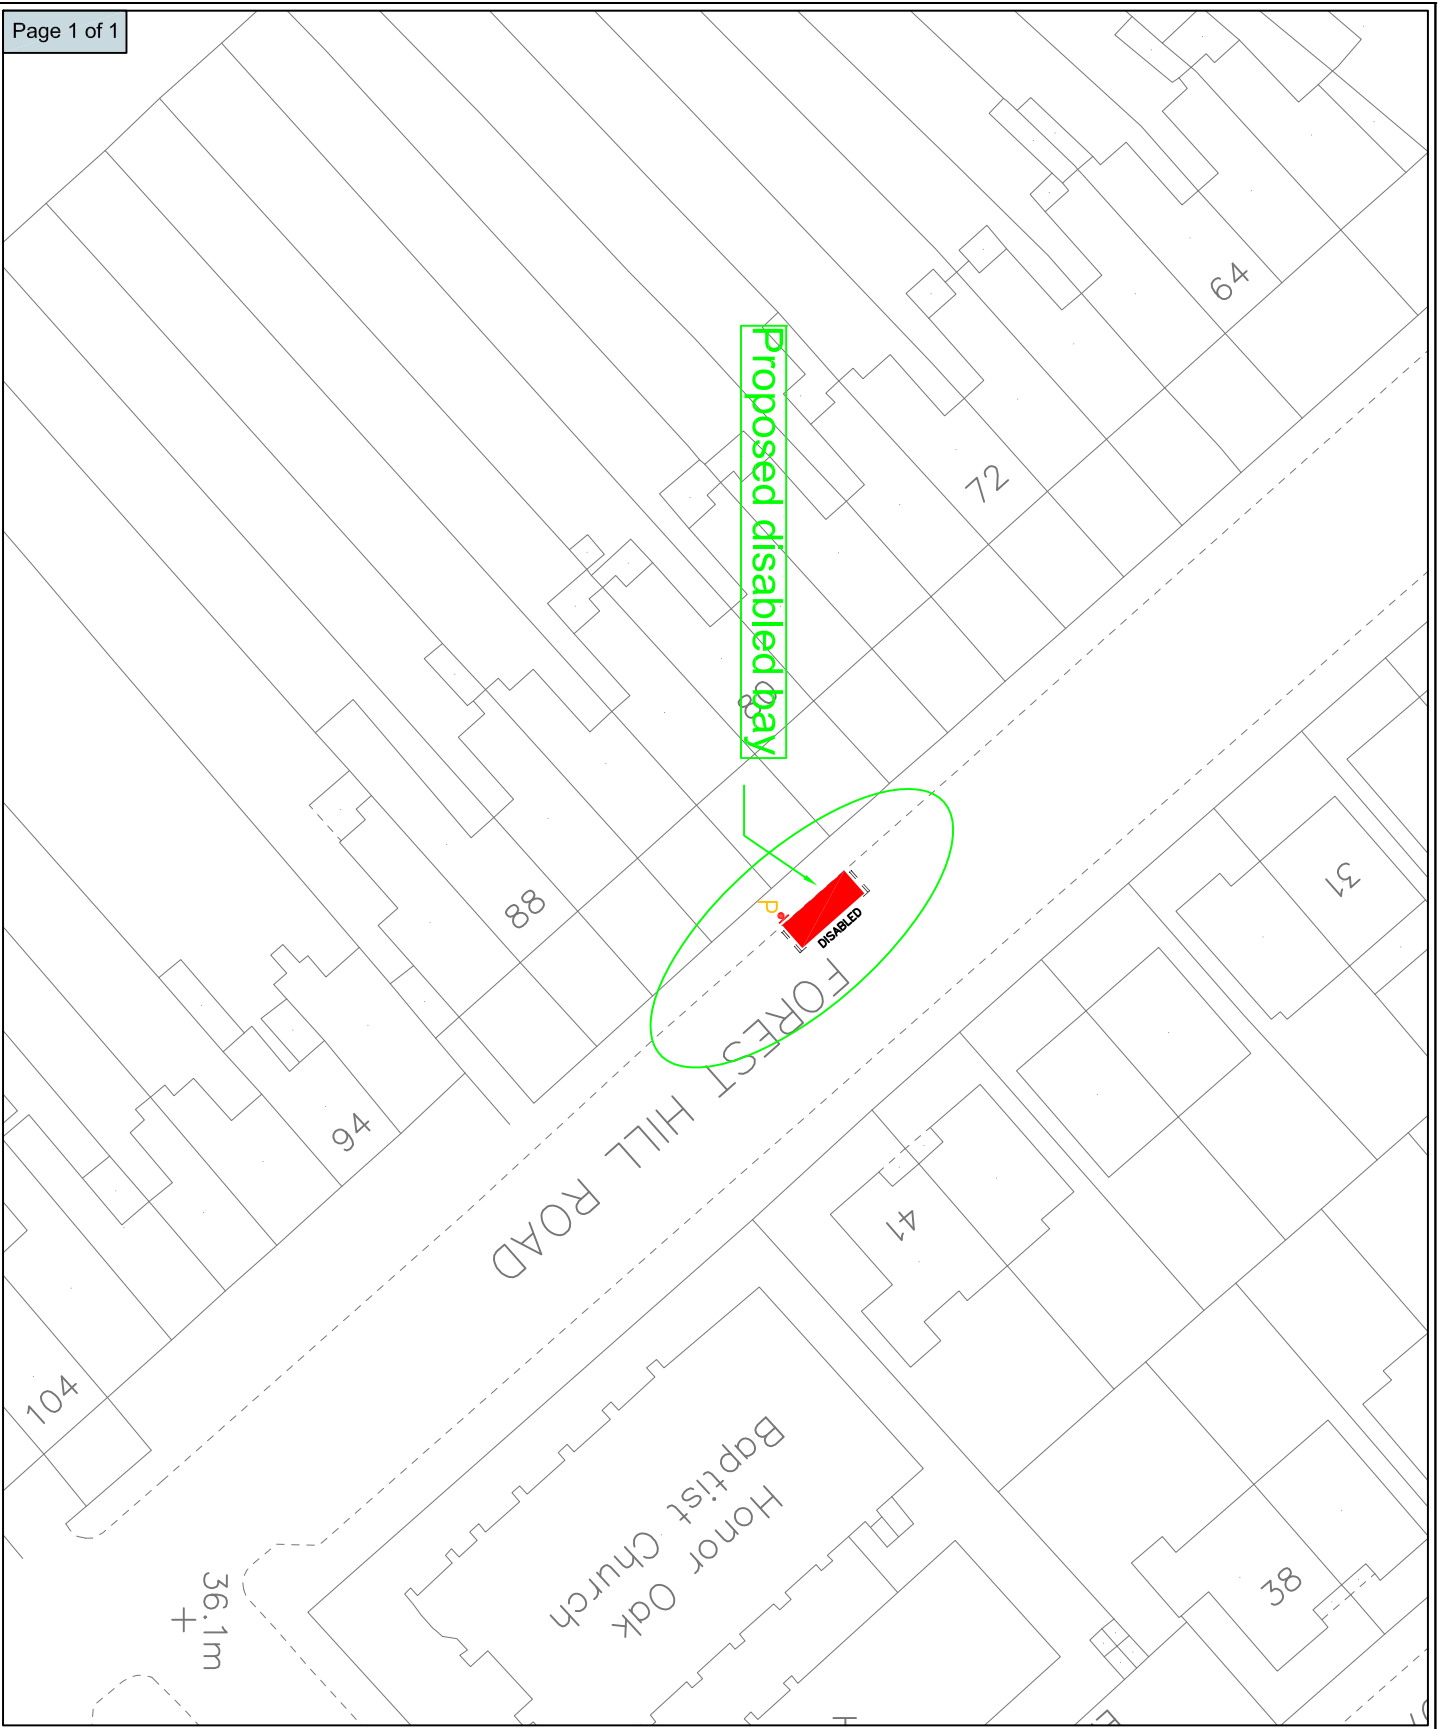 Page 1 of 1
64
72
Proposed disabled bay
80
31
88
P
DISABLED
FOREST HILL ROAD
94
41
104
Honor Oak
Baptist Church
38
36.1m